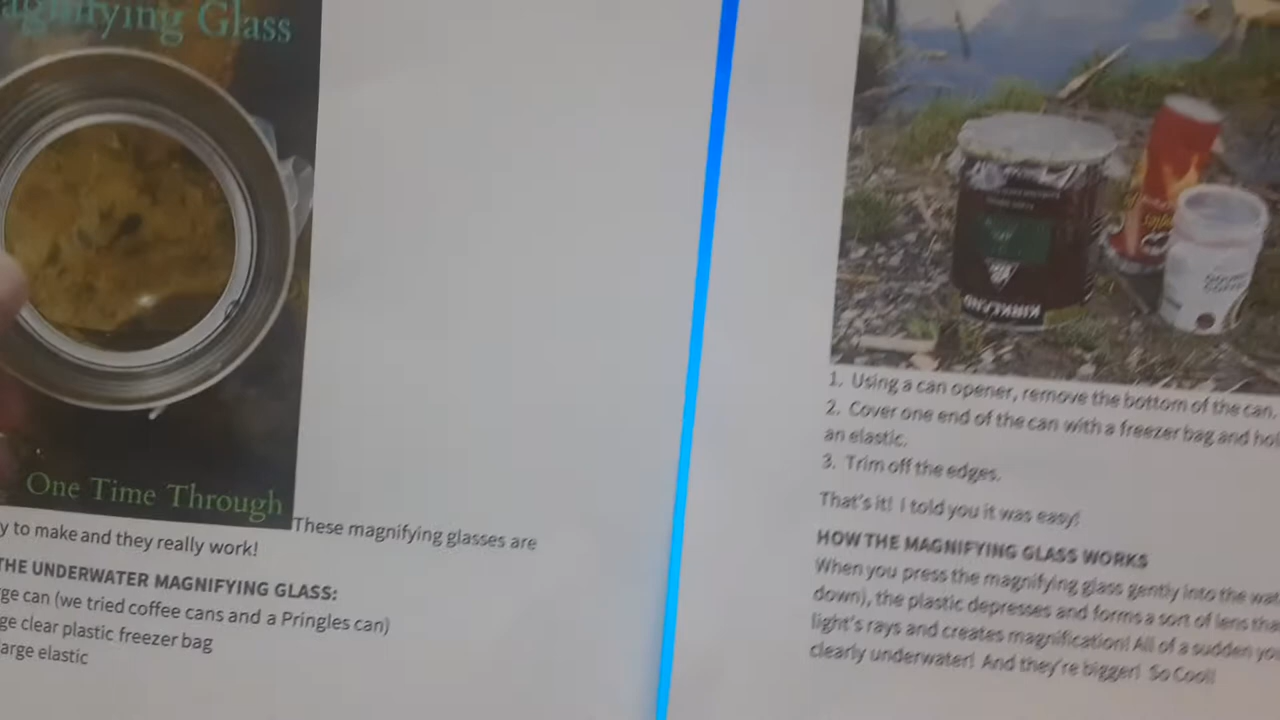 agnifying Glass
One Time Through
These magnifying glasses are
y to make and they really work!
THE UNDERWATER MAGNIFYING GLASS:
ge can (we tried coffee cans and a Pringles can)
ge clear plastic freezer bag
large elastic
KIRKLAND
1. Using a can opener, remove the bottom of the can.
2. Cover one end of the can with a freezer bag and hol
an elastic.
3. Trim off the edges.
That's it! I told you it was easy!
HOW THE MAGNIFYING GLASS WORKS
When you press the magnifying glass gently into the wat
down), the plastic depresses and forms a sort of lens tha
light's rays and creates magnification! All of a sudden yo
clearly underwater! And they're bigger! So Cool!